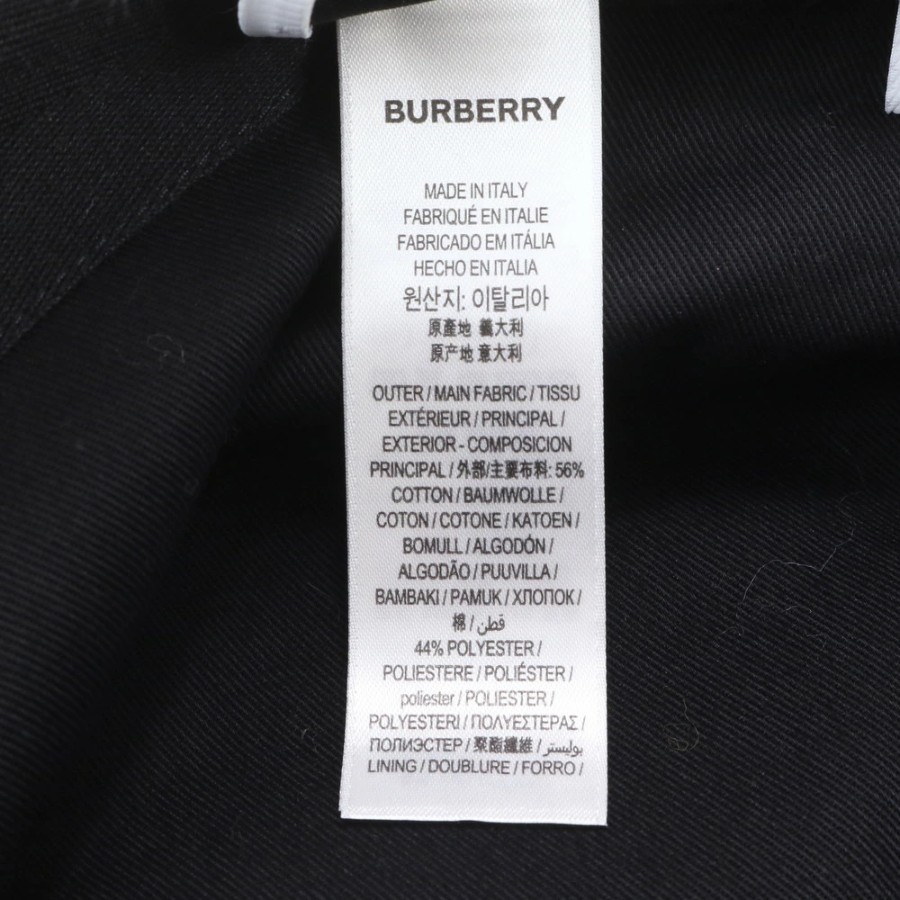 BURBERRY
MADE IN ITALY
FABRIQUÉ EN ITALIE
FABRICADO EM ITÁLIA
HECHO EN ITALIA
원산지: 이탈리아
原產地 義大利
原产地 意大利
OUTER / MAIN FABRIC / TISSU
EXTÉRIEUR / PRINCIPAL /
EXTERIOR - COMPOSICION
PRINCIPAL / 外部/主要布料: 56%
COTTON / BAUMWOLLE /
COTON / COTONE / KATOEN /
BOMULL / ALGODÓN /
ALGODÃO / PUUVILLA /
BAMBAKI / PAMUK / ХЛОПОК /
棉 / قطن /
44% POLYESTER /
POLIESTERE / POLIÉSTER /
poliester / POLIESTER /
POLYESTERI / ΠΟΛΥΕΣΤΕΡΑΣ /
ПОЛИЭСТЕР / 聚酯纖維 / بوليستر
LINING / DOUBLURE / FORRO /